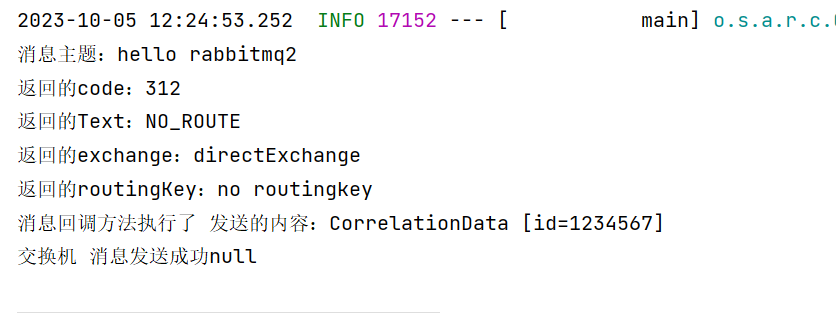 2023-10-05 12:24:53.252  INFO 17152 --- [           main] o.s.a.r.c.
消息主题：hello rabbitmq2
返回的code：312
返回的Text：NO_ROUTE
返回的exchange：directExchange
返回的routingKey：no routingkey
消息回调方法执行了 发送的内容：CorrelationData [id=1234567]
交换机 消息发送成功null